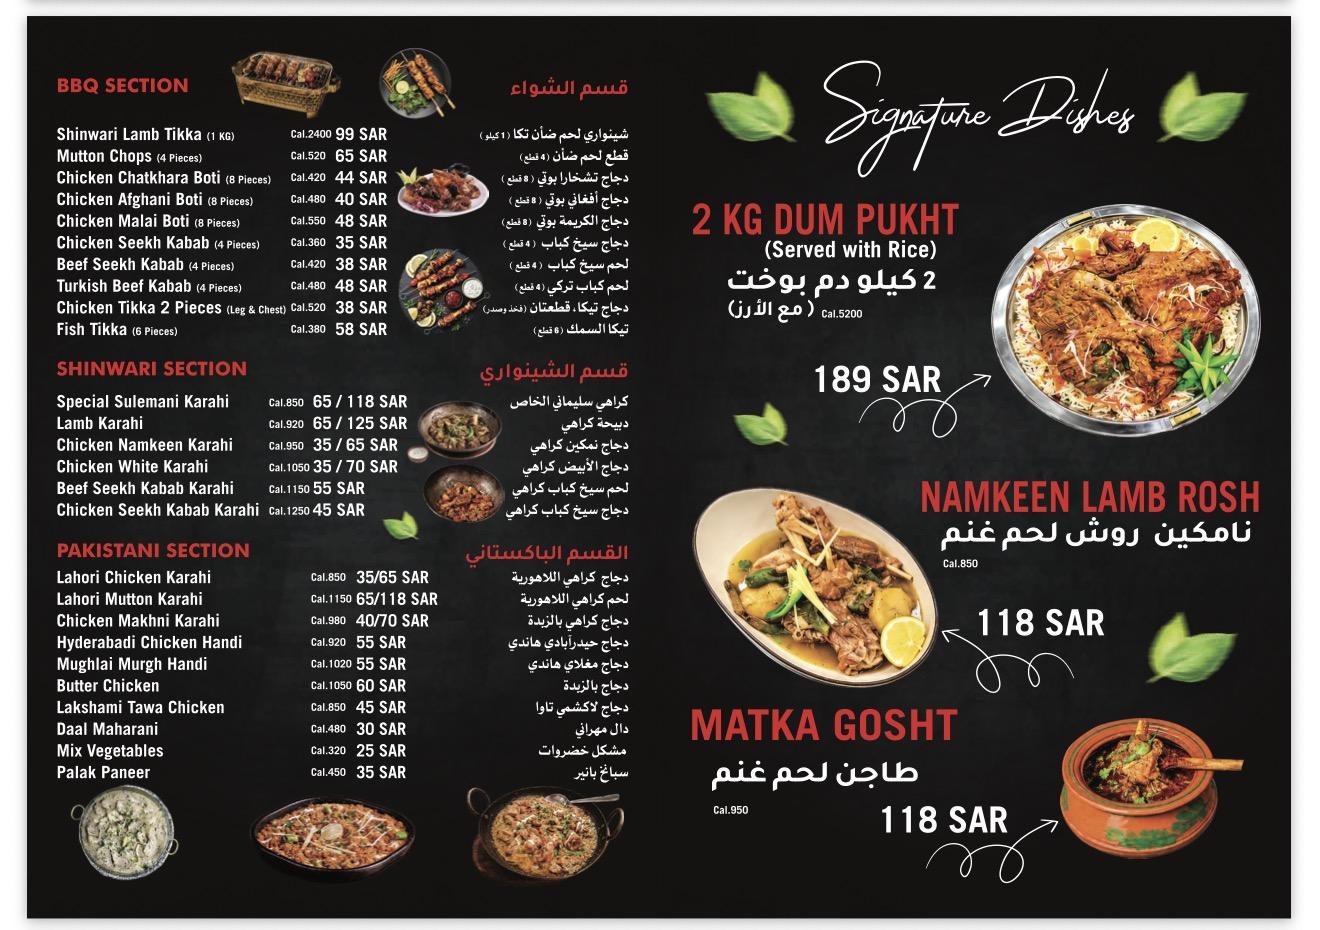 BBQ SECTION قسم الشواء
Shinwari Lamb Tikka (1 KG) Cal.2400 99 SAR شينواري لحم ضأن تكا (1 كيلو)
Mutton Chops (4 Pieces) Cal.520 65 SAR قطع لحم ضأن (4 قطع)
Chicken Chatkhara Boti (8 Pieces) Cal.420 44 SAR دجاج تشخارا بوتي (8 قطع)
Chicken Afghani Boti (8 Pieces) Cal.480 40 SAR دجاج أفغاني بوتي (8 قطع)
Chicken Malai Boti (8 Pieces) Cal.550 48 SAR دجاج الكريمة بوتي (8 قطع)
Chicken Seekh Kabab (4 Pieces) Cal.360 35 SAR دجاج سيخ كباب (4 قطع)
Beef Seekh Kabab (4 Pieces) Cal.420 38 SAR لحم سيخ كباب (4 قطع)
Turkish Beef Kabab (4 Pieces) Cal.480 48 SAR لحم كباب تركي (4 قطع)
Chicken Tikka 2 Pieces (Leg & Chest) Cal.520 38 SAR دجاج تيكا، قطعتان (فخذ وصدر)
Fish Tikka (6 Pieces) Cal.380 58 SAR تيكا السمك (6 قطع)
SHINWARI SECTION قسم الشينواري
Special Sulemani Karahi Cal.850 65 / 118 SAR كراهي سليماني الخاص
Lamb Karahi Cal.920 65 / 125 SAR دبيحة كراهي
Chicken Namkeen Karahi Cal.950 35 / 65 SAR دجاج نمكين كراهي
Chicken White Karahi Cal.1050 35 / 70 SAR دجاج الأبيض كراهي
Beef Seekh Kabab Karahi Cal.1150 55 SAR لحم سيخ كباب كراهي
Chicken Seekh Kabab Karahi Cal.1250 45 SAR دجاج سيخ كباب كراهي
PAKISTANI SECTION القسم الباكستاني
Lahori Chicken Karahi Cal.850 35/65 SAR دجاج كراهي اللاهورية
Lahori Mutton Karahi Cal.1150 65/118 SAR لحم كراهي اللاهورية
Chicken Makhni Karahi Cal.980 40/70 SAR دجاج كراهي بالزبدة
Hyderabadi Chicken Handi Cal.920 55 SAR دجاج حيدرآبادي هاندي
Mughlai Murgh Handi Cal.1020 55 SAR دجاج مغلاي هاندي
Butter Chicken Cal.1050 60 SAR دجاج بالزبدة
Lakshami Tawa Chicken Cal.850 45 SAR دجاج لاكشمي تاوا
Daal Maharani Cal.480 30 SAR دال مهراني
Mix Vegetables Cal.320 25 SAR مشكل خضروات
Palak Paneer Cal.450 35 SAR سبانخ بانير
Signature Dishes
2 KG DUM PUKHT
(Served with Rice)
2 كيلو دم بوخت
(مع الأرز) Cal.5200
189 SAR
NAMKEEN LAMB ROSH
نامكين روش لحم غنم
Cal.850
118 SAR
MATKA GOSHT
طاجن لحم غنم
Cal.950
118 SAR